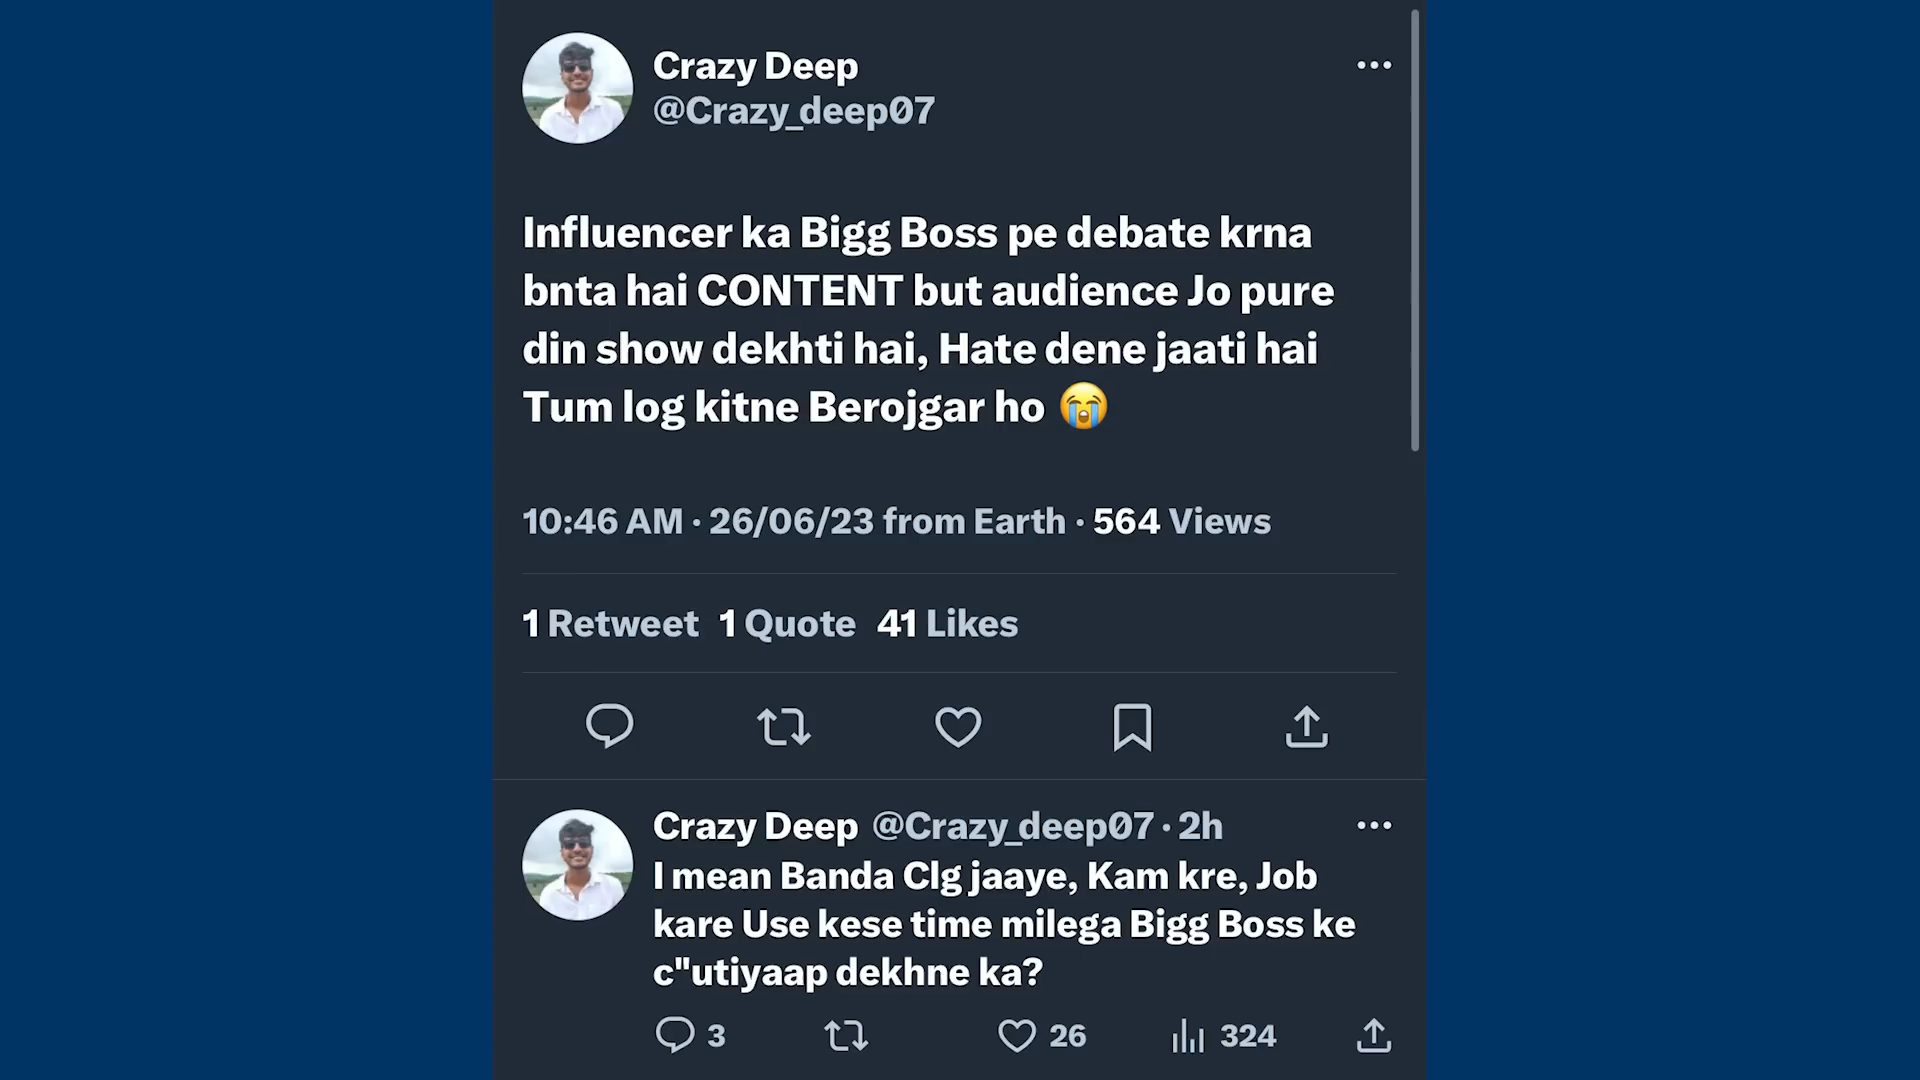 Crazy Deep
@Crazy_deep07
Influencer ka Bigg Boss pe debate krna
bnta hai CONTENT but audience Jo pure
din show dekhti hai, Hate dene jaati hai
Tum log kitne Berojgar ho 😭
10:46 AM · 26/06/23 from Earth · 564 Views
1 Retweet 1 Quote 41 Likes
Crazy Deep @Crazy_deep07 · 2h
I mean Banda Clg jaaye, Kam kre, Job
kare Use kese time milega Bigg Boss ke
c"utiyaap dekhne ka?
3 26 324